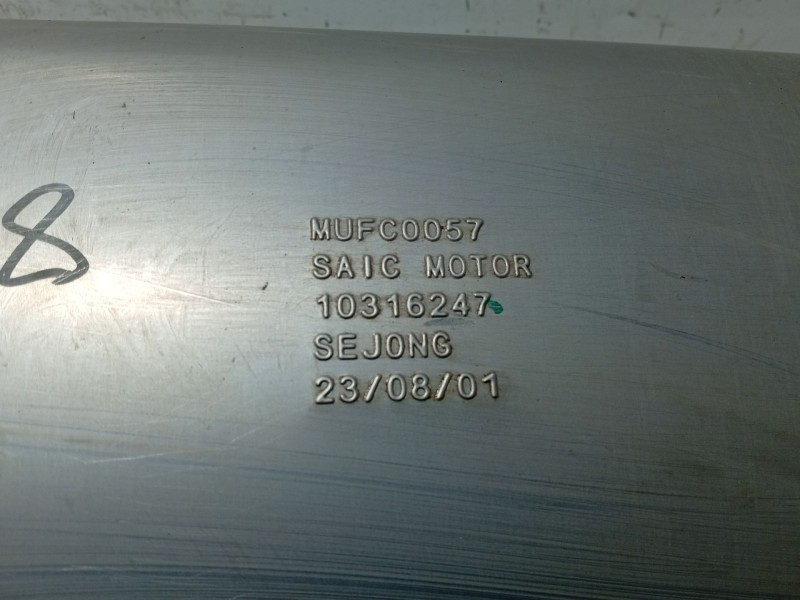 8
MUFC0057
SAIC MOTOR
10316247
SEJONG
23/08/01